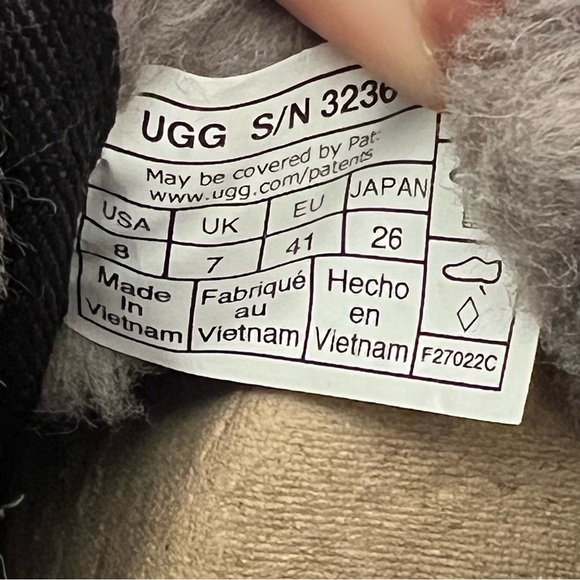 UGG S/N 3236
May be covered by Pat:
www.ugg.com/patents
USA UK EU JAPAN
8 7 41 26
Made in Vietnam
Fabriqué au Vietnam
Hecho en Vietnam
F27022C